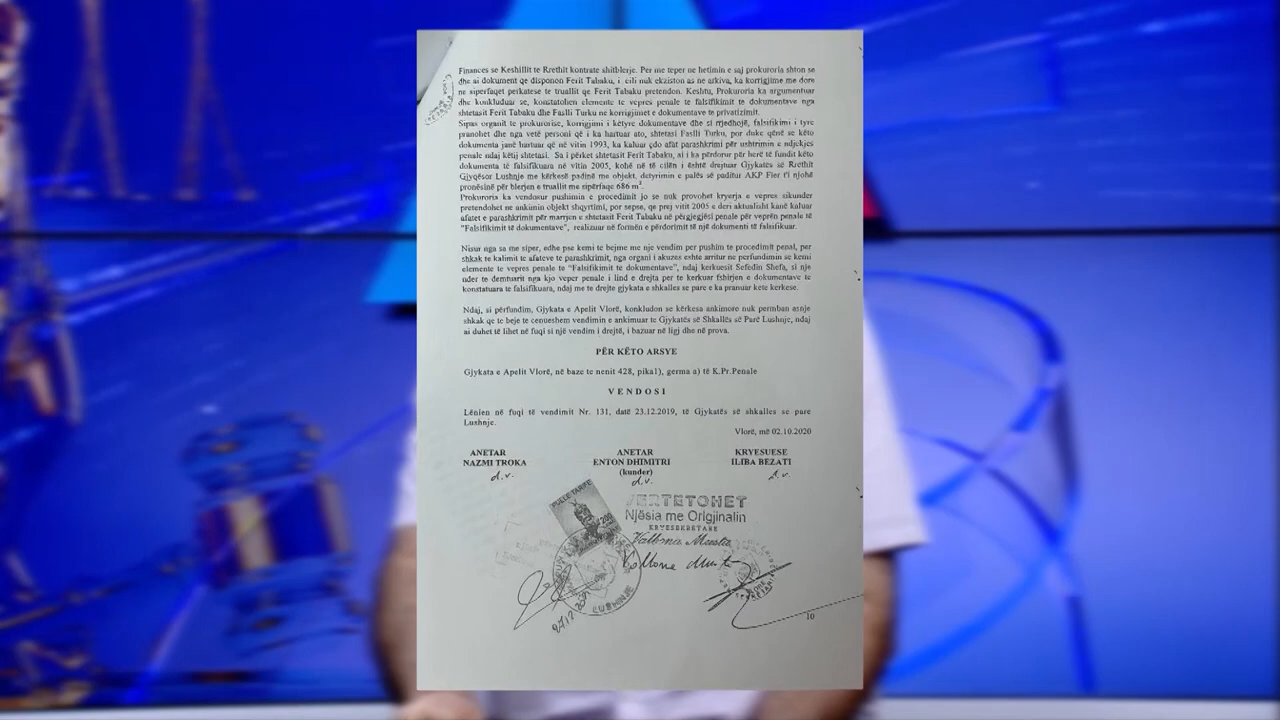 Finances se Keshillit te Rrethit kontrate shitblerje. Per me teper ne hetimin e saj prokuroria shton se
dhe ai dokument qe disponon Ferit Tabaku, i cili nuk ekziston as ne arkiva, ka korrigjime me dore
ne siperfaqet perkatese te truallit qe Ferit Tabaku pretendon. Keshtu, Prokuroria ka argumentuar
dhe konkluduar se, konstatohen elemente te vepres penale te falsifikimit te dokumentave nga
shtetasit Ferit Tabaku dhe Faslli Turku ne korrigjimet e dokumentave te privatizimit.
Sipas organit te prokurorise, korrigjimi i këtyre dokumentave dhe si rrjedhojë, falsifikimi i tyre
pranohet dhe nga vetë personi që i ka hartuar ato, shtetasi Faslli Turku, por duke qënë se këto
dokumenta janë hartuar që në vitin 1993, ka kaluar çdo afat parashkrimi për ushtrimin e ndjekjes
penale ndaj këtij shtetasi. Sa i përket shtetasit Ferit Tabaku, ai i ka përdorur për herë të fundit këto
dokumenta të falsifikuara në vitin 2005, kohë në të cilën i është drejtuar Gjykatës së Rrethit
Gjyqësor Lushnje me kërkesë padinë me objekt, detyrimin e palës së paditur AKP Fier t'i njohë
pronësinë për blerjen e truallit me sipërfaqe 686 m².
Prokuroria ka vendosur pushimin e procedimit jo se nuk provohet kryerja e vepres sikunder
pretendohet ne ankimin objekt shqyrtimi, por sepse, qe prej vitit 2005 e deri aktualisht kanë kaluar
afatet e parashkrimit për marrjen e shtetasit Ferit Tabaku në përgjegjësi penale për veprën penale të
"Falsifikimit të dokumentave", realizuar në formën e përdorimit të një dokumenti të falsifikuar.
Nisur nga sa me siper, edhe pse kemi te bejme me nje vendim per pushim te procedimit penal, per
shkak te kalimit te afateve te parashkrimit, nga organi i akuzes eshte arritur ne perfundimin se kemi
elemente te vepres penale te "Falsifikimit te dokumentave", ndaj kerkuesit Sefedin Shefa, si nje
nder te demtuarit nga kjo veper penale i lind e drejta per te kerkuar fshirjen e dokumentave te
konstatuara te falsifikuara, ndaj me te drejte gjykata e shkalles se pare e ka pranuar kete kerkese.
Ndaj, si përfundim, Gjykata e Apelit Vlorë, konkludon se kërkesa ankimore nuk permban asnje
shkak qe te beje te cenueshem vendimin e ankimuar te Gjykatës së Shkallës së Parë Lushnje, ndaj
ai duhet të lihet në fuqi si një vendim i drejtë, i bazuar në ligj dhe në prova.
PËR KËTO ARSYE
Gjykata e Apelit Vlorë, në baze te nenit 428, pika1), germa a) të K.Pr.Penale
VENDOSI
Lënien në fuqi të vendimit Nr. 131, datë 23.12.2019, të Gjykatës së shkalles se pare
Lushnje.
Vlorë, më 02.10.2020
ANETAR ANETAR KRYESUESE
NAZMI TROKA ENTON DHIMITRI ILIBA BEZATI
(kunder)
d.v. d.v. d.v.
VERTETOHET
Njësia me Origjinalin
KRYESEKRETARE
LUSHNJE
10